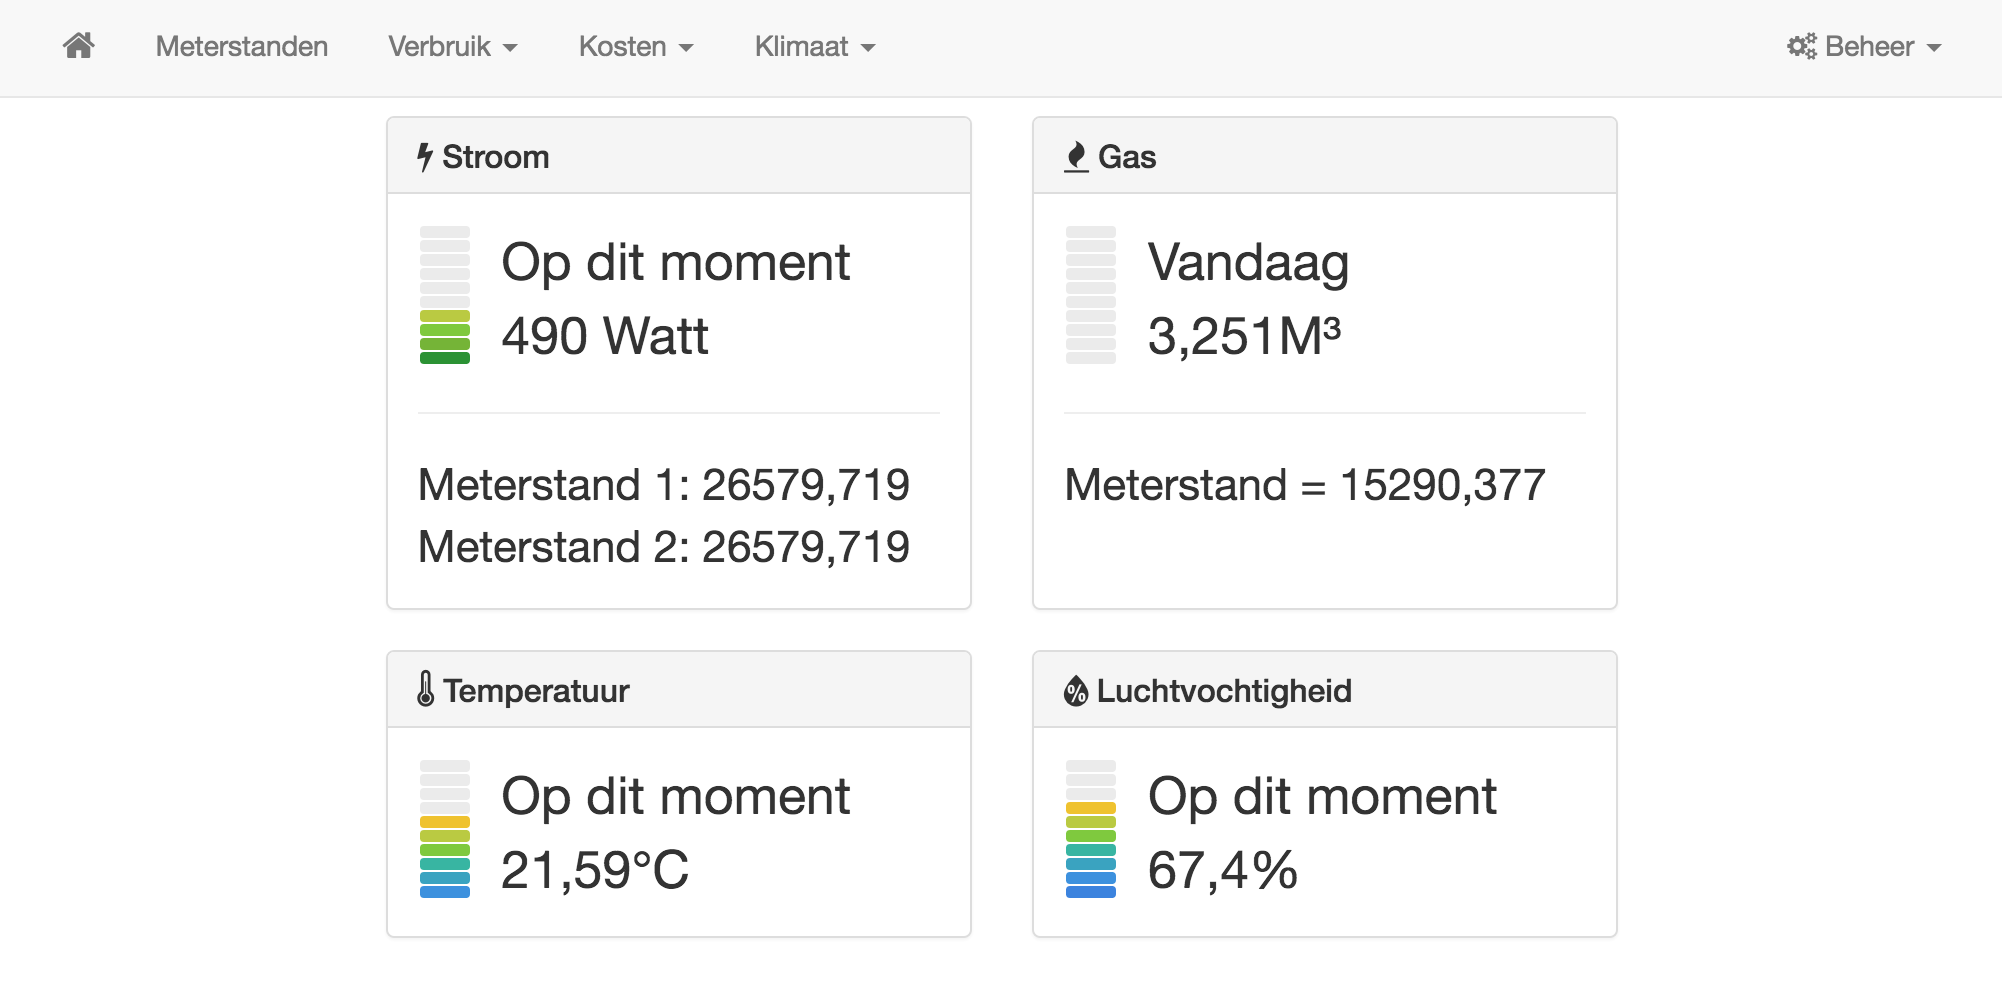 Meterstanden Verbruik Kosten Klimaat Beheer
Stroom
Op dit moment
490 Watt
Meterstand 1: 26579,719
Meterstand 2: 26579,719
Gas
Vandaag
3,251M³
Meterstand = 15290,377
Temperatuur
Op dit moment
21,59°C
Luchtvochtigheid
Op dit moment
67,4%